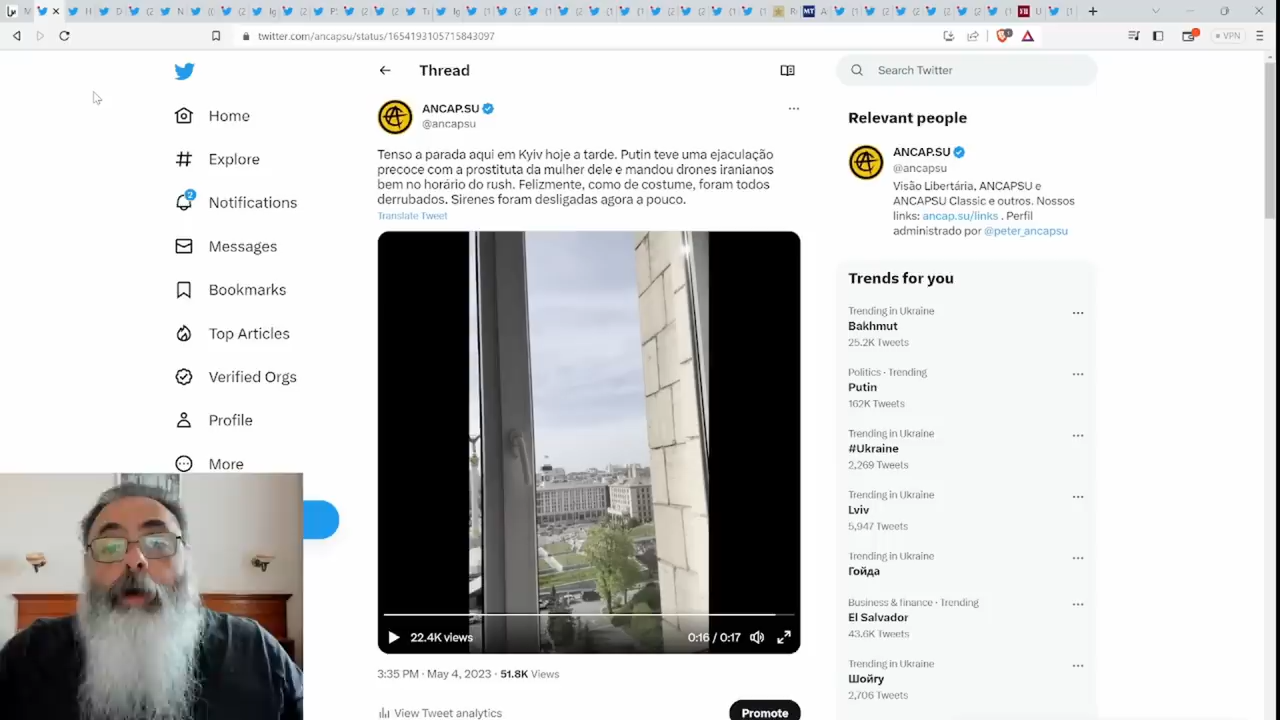 twitter.com/ancapsu/status/1654193105715843097
VPN
Home
Explore
2
Notifications
Messages
Bookmarks
Top Articles
Verified Orgs
Profile
More
Thread
ANCAP.SU
@ancapsu
Tenso a parada aqui em Kyiv hoje a tarde. Putin teve uma ejaculação
precoce com a prostituta da mulher dele e mandou drones iranianos
bem no horário do rush. Felizmente, como de costume, foram todos
derrubados. Sirenes foram desligadas agora a pouco.
Translate Tweet
22.4K views
0:16 / 0:17
3:35 PM · May 4, 2023 · 51.8K Views
View Tweet analytics
Promote
Search Twitter
Relevant people
ANCAP.SU
@ancapsu
Visão Libertária, ANCAPSU e
ANCAPSU Classic e outros. Nossos
links: ancap.su/links . Perfil
administrado por @peter_ancapsu
Trends for you
Trending in Ukraine
Bakhmut
25.2K Tweets
Politics · Trending
Putin
162K Tweets
Trending in Ukraine
#Ukraine
2,269 Tweets
Trending in Ukraine
Lviv
5,947 Tweets
Trending in Ukraine
Гойда
Business & finance · Trending
El Salvador
43.6K Tweets
Trending in Ukraine
Шойгу
2,706 Tweets